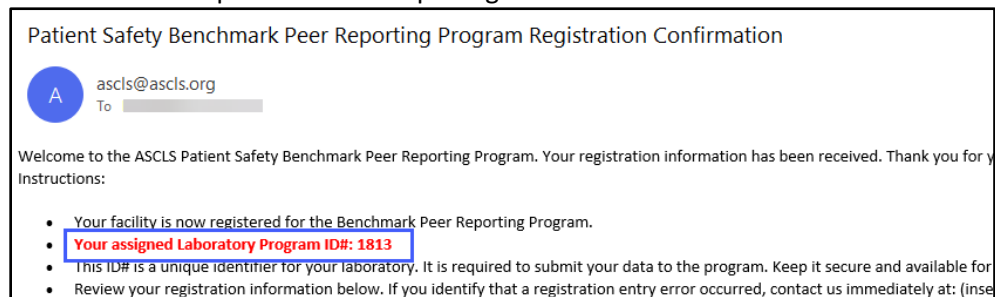 Patient Safety Benchmark Peer Reporting Program Registration Confirmation
A
ascls@ascls.org
To
Welcome to the ASCLS Patient Safety Benchmark Peer Reporting Program. Your registration information has been received. Thank you for y
Instructions:
• Your facility is now registered for the Benchmark Peer Reporting Program.
• Your assigned Laboratory Program ID#: 1813
• This ID# is a unique identifier for your laboratory. It is required to submit your data to the program. Keep it secure and available for
• Review your registration information below. If you identify that a registration entry error occurred, contact us immediately at: (inse